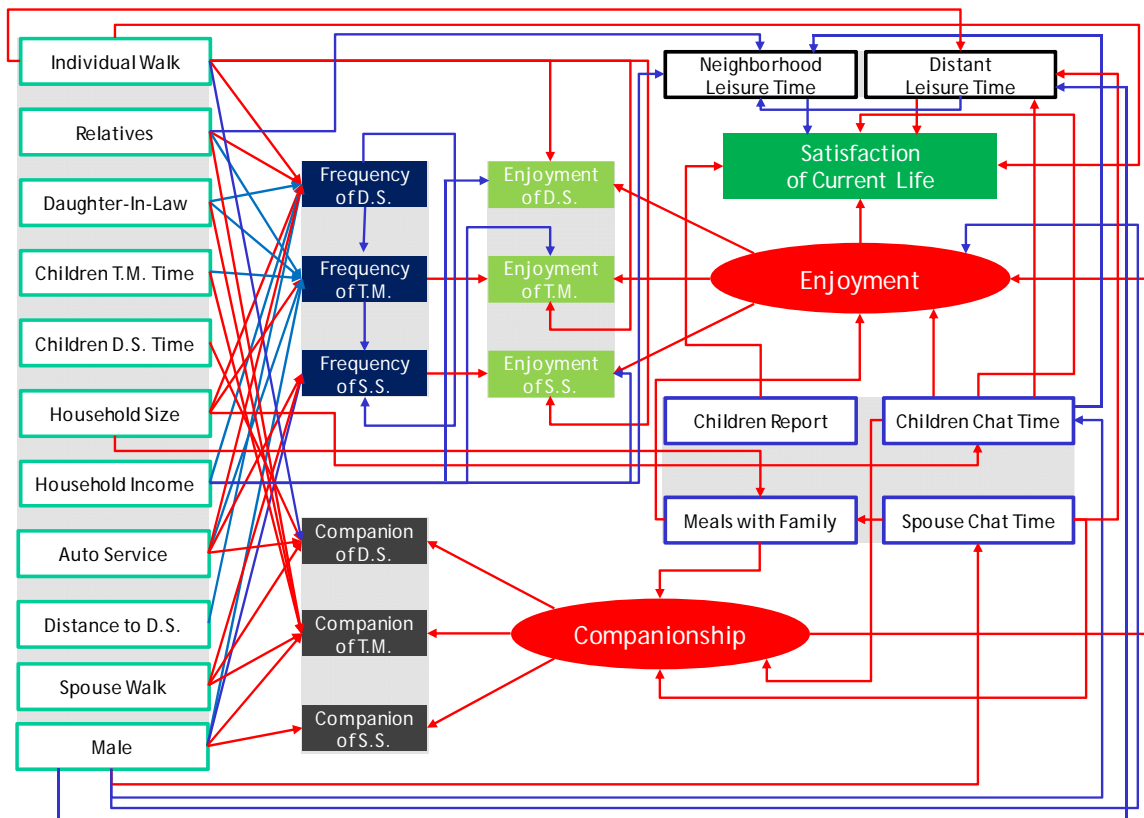 Individual Walk
Relatives
Daughter-In-Law
Children T.M. Time
Children D.S. Time
Household Size
Household Income
Auto Service
Distance to D.S.
Spouse Walk
Male
Frequency
of D.S.
Frequency
of T.M.
Frequency
of S.S.
Companion
of D.S.
Companion
of T.M.
Companion
of S.S.
Enjoyment
of D.S.
Enjoyment
of T.M.
Enjoyment
of S.S.
Neighborhood
Leisure Time
Distant
Leisure Time
Satisfaction
of Current Life
Enjoyment
Children Report
Children Chat Time
Meals with Family
Spouse Chat Time
Companionship